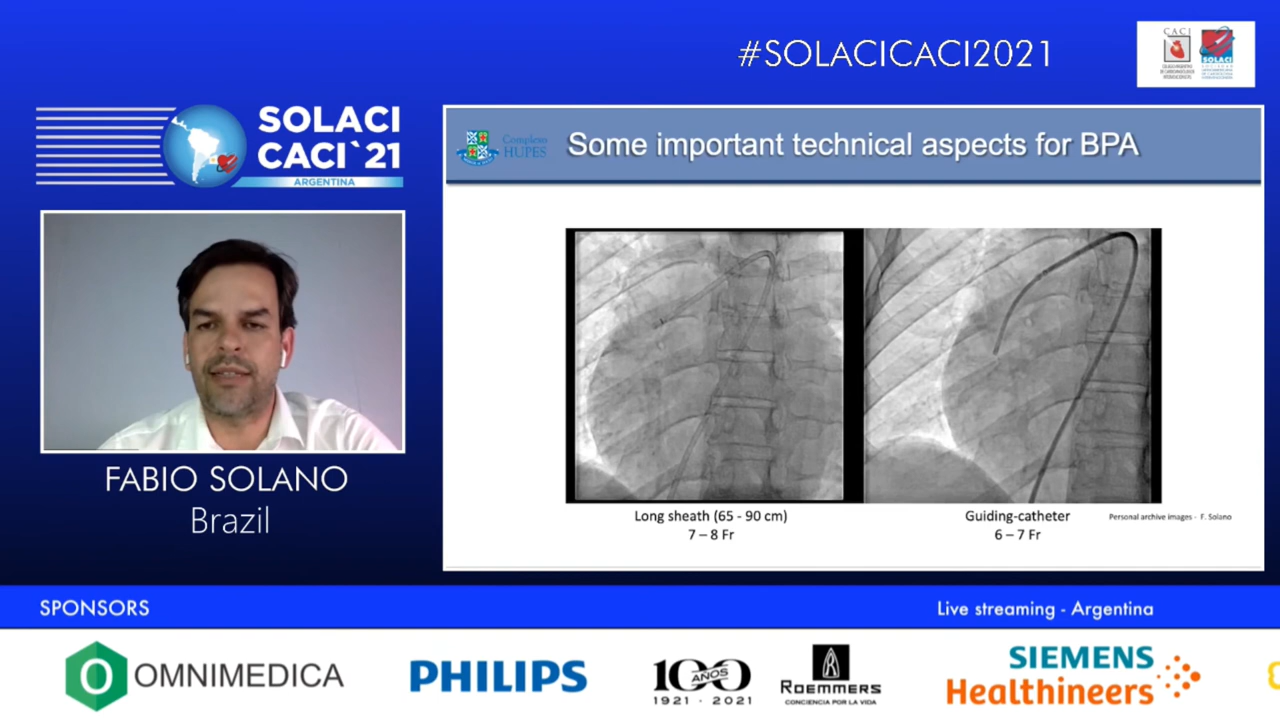 #SOLACICACI2021
CACI
SOLACI
SOLACI
CACI`21
ARGENTINA
Complexo
HUPES
Some important technical aspects for BPA
FABIO SOLANO
Brazil
Long sheath (65 - 90 cm)
7 – 8 Fr
Guiding-catheter
6 – 7 Fr
Personal archive images - F. Solano
SPONSORS
Live streaming - Argentina
OMNIMEDICA
PHILIPS
100
AÑOS
1921 - 2021
ROEMMERS
CONCIENCIA POR LA VIDA
SIEMENS
Healthineers